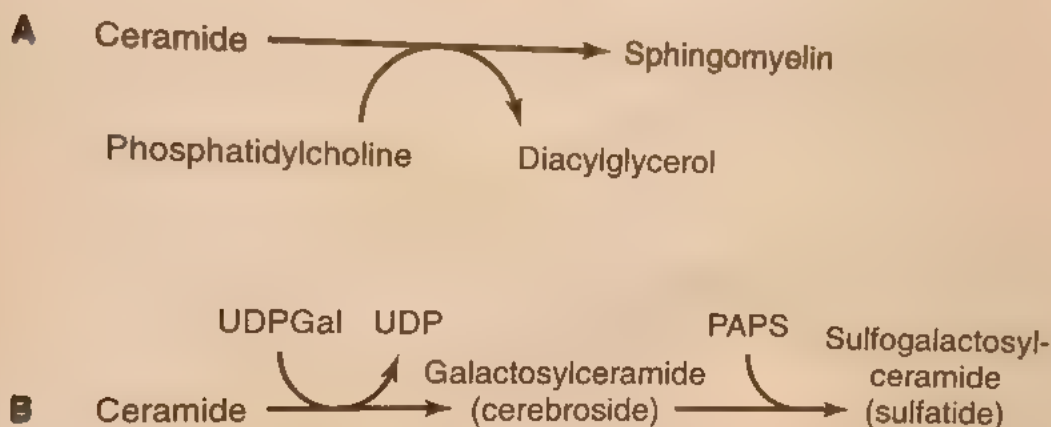 A Ceramide Sphingomyelin
Phosphatidylcholine Diacylglycerol
UDPGal UDP PAPS Sulfogalactosyl-
Galactosylceramide ceramide
B Ceramide (cerebroside) (sulfatide)